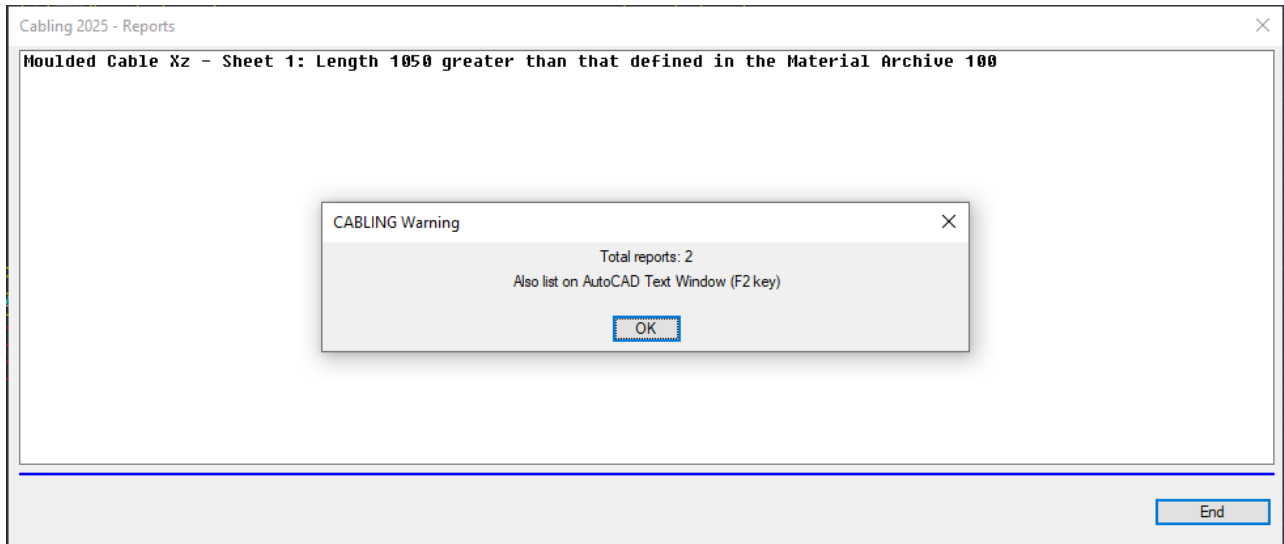 Cabling 2025 - Reports
Moulded Cable Xz - Sheet 1: Length 1050 greater than that defined in the Material Archive 100
CABLING Warning
Total reports: 2
Also list on AutoCAD Text Window (F2 key)
OK
End